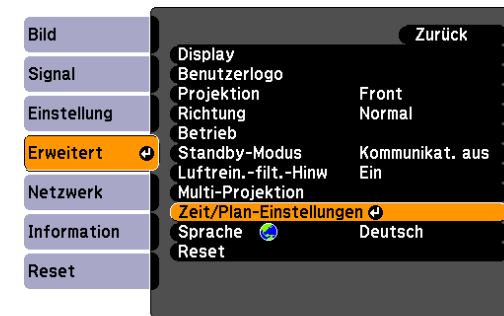 Bild
Signal
Einstellung
Erweitert
Netzwerk
Information
Reset
Zurück
Display
Benutzerlogo
Projektion Front
Richtung Normal
Betrieb
Standby-Modus Kommunikat. aus
Luftrein.-filt.-Hinw Ein
Multi-Projektion
Zeit/Plan-Einstellungen
Sprache Deutsch
Reset